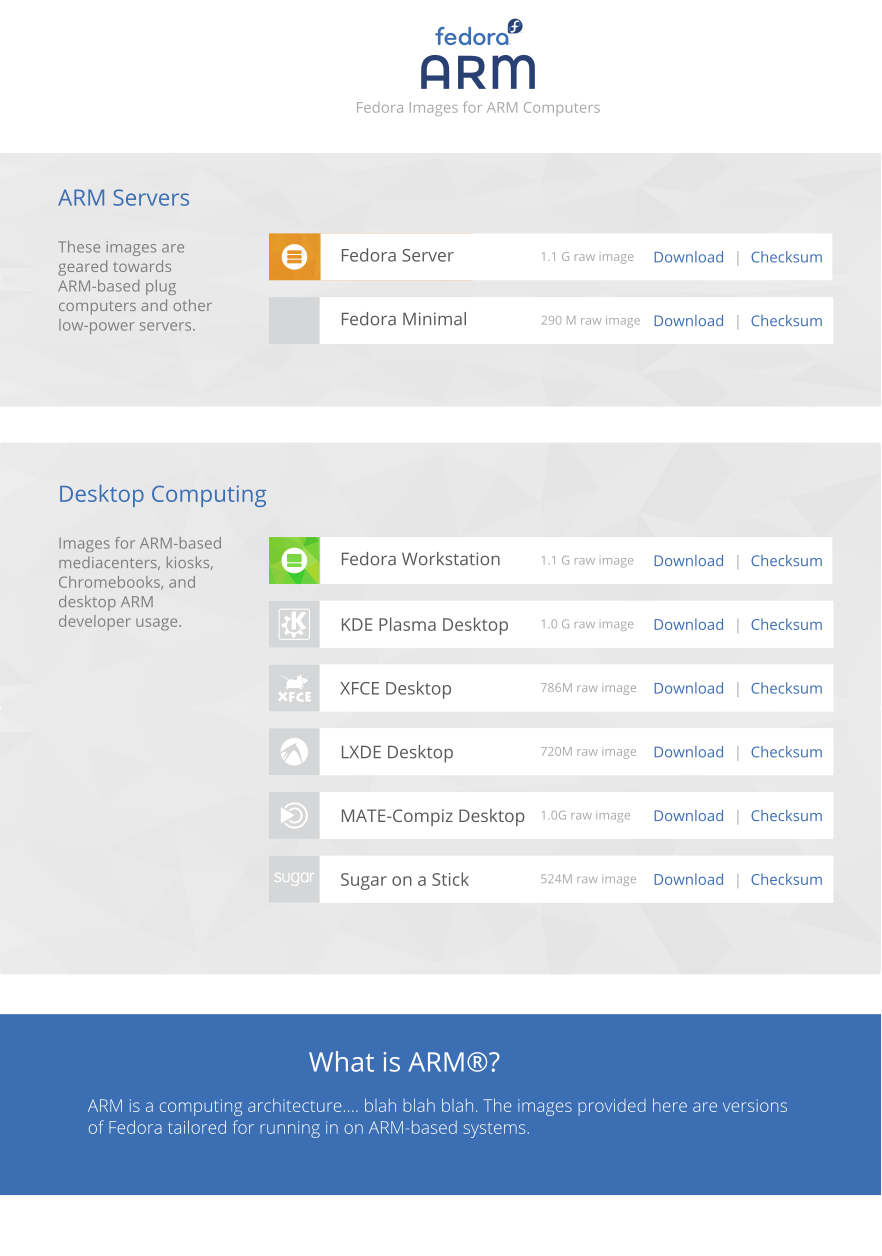 fedora
ARM
Fedora Images for ARM Computers
ARM Servers
These images are
geared towards
ARM-based plug
computers and other
low-power servers.
Fedora Server 1.1 G raw image Download | Checksum
Fedora Minimal 290 M raw image Download | Checksum
Desktop Computing
Images for ARM-based
mediacenters, kiosks,
Chromebooks, and
desktop ARM
developer usage.
Fedora Workstation 1.1 G raw image Download | Checksum
KDE Plasma Desktop 1.0 G raw image Download | Checksum
XFCE XFCE Desktop 786M raw image Download | Checksum
LXDE Desktop 720M raw image Download | Checksum
MATE-Compiz Desktop 1.0G raw image Download | Checksum
sugar Sugar on a Stick 524M raw image Download | Checksum
What is ARM®?
ARM is a computing architecture.... blah blah blah. The images provided here are versions
of Fedora tailored for running in on ARM-based systems.